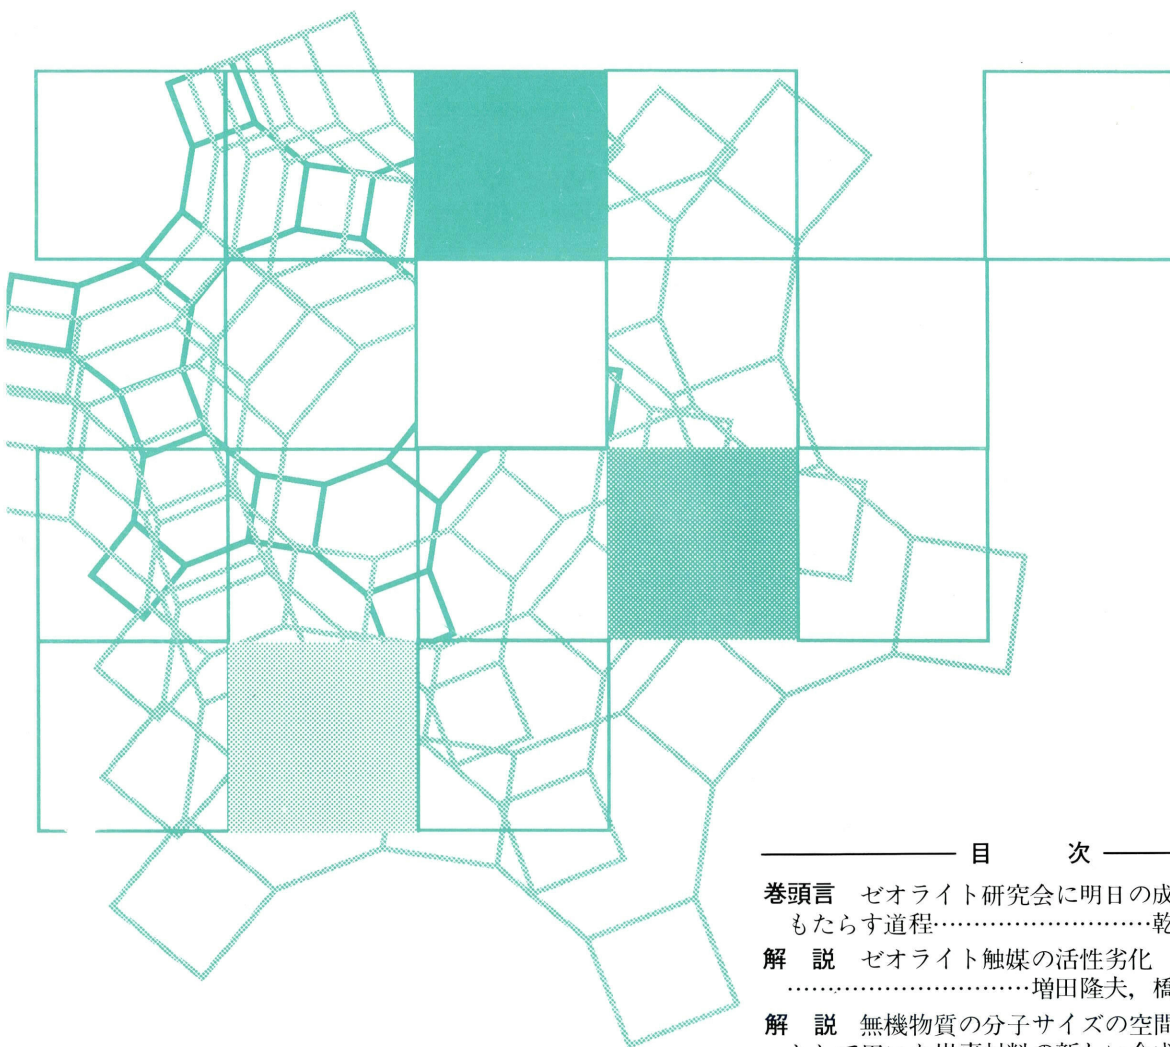 目 次
巻頭言 ゼオライト研究会に明日の成
もたらす道程…………………………乾
解 説 ゼオライト触媒の活性劣化
…………………………増田隆夫，橋
解 説 無機物質の分子サイズの空間